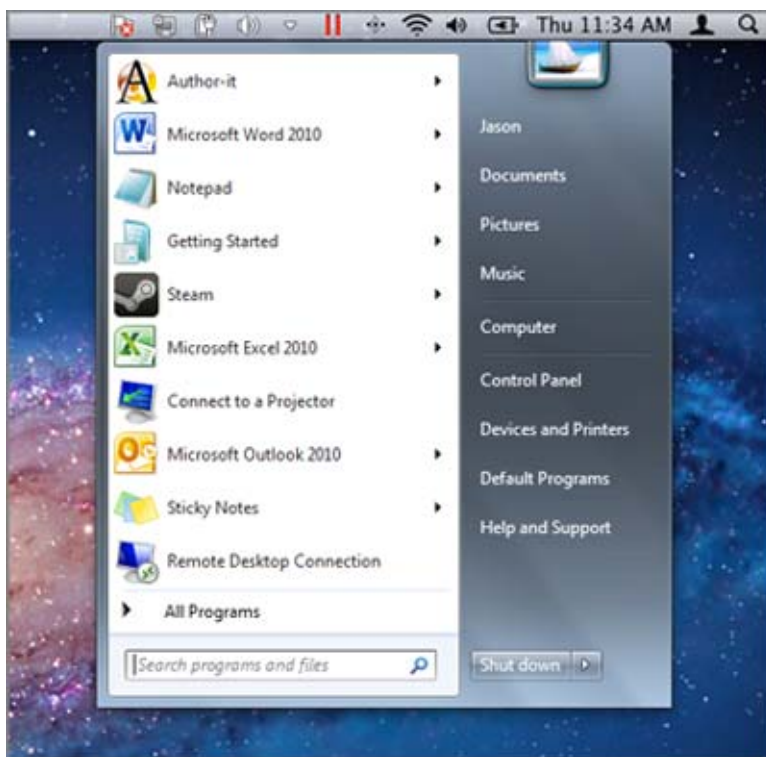 Thu 11:34 AM
Author-it
Microsoft Word 2010
Notepad
Getting Started
Steam
Microsoft Excel 2010
Connect to a Projector
Microsoft Outlook 2010
Sticky Notes
Remote Desktop Connection
All Programs
Search programs and files
Jason
Documents
Pictures
Music
Computer
Control Panel
Devices and Printers
Default Programs
Help and Support
Shut down